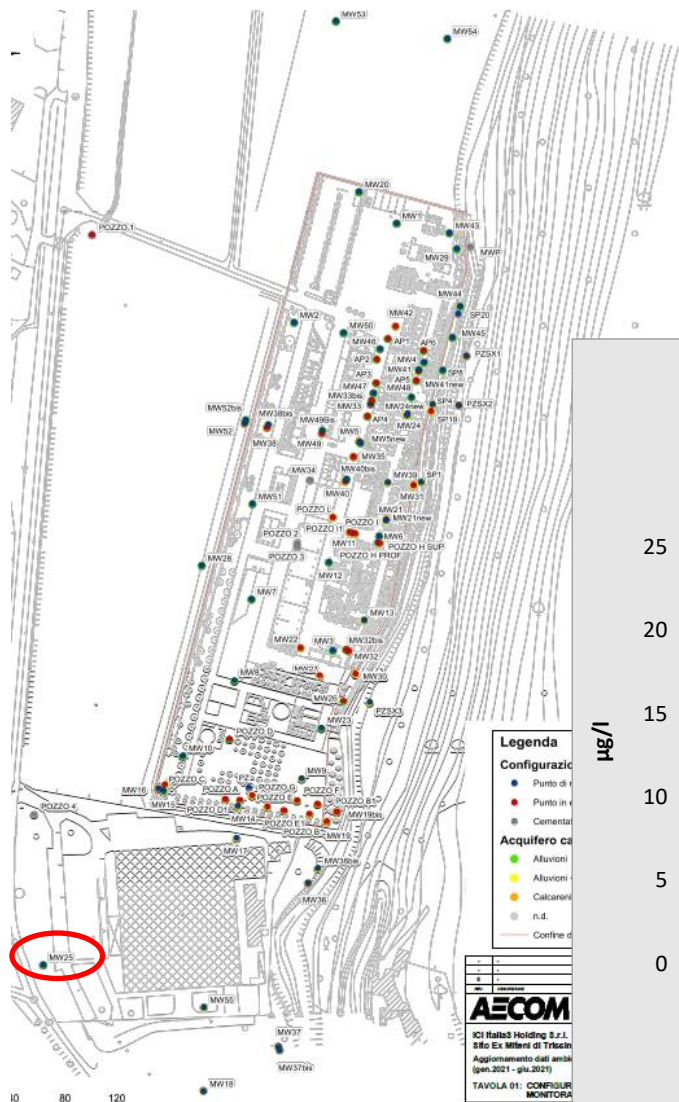 MW53
MW54
MW20
MW1
POZZO 1
MW43
MW29
MWP
MW44
SP20
MW2
MW50
MW42
MW45
MW46
AP1
AP6
AP2
MW4
PZSX1
MW41
SP8
AP3
AP5
MW41new
MW47
MW48
MW33bis
MW33
MW24new
SP4
PZSX2
MW52bis
MW38bis
AP4
MW24
SP19
MW52
MW49Bis
MW5
MW38
MW49
MW5new
MW35
MW34
MW40bis
MW39
SP1
MW40
MW31
MW51
POZZO L
MW21
POZZO I1
POZZO I
MW21new
POZZO 2
MW11
MW6
POZZO H SUP
POZZO 3
POZZO H PROF
MW28
MW12
MW7
MW13
MW22
MW3
MW32bis
MW32
MW27
MW30
MW8
MW26
PZSX3
MW23
POZZO D
MW10
MW9
POZZO C
PZ
POZZO G
MW16
POZZO A
POZZO F
MW15
POZZO E
POZZO B1
POZZO 4
POZZO D1
MW14
MW19bis
POZZO E1
MW19
POZZO B
MW17
MW36bis
MW36
MW25
MW55
MW37
MW37bis
MW18
80
120
Legenda
Configurazio
Punto di
Punto in e
Cementat
Acquifero ca
Alluvioni
Alluvioni
Calcareni
n.d.
Confine d
AECOM
ICI Italia3 Holding S.r.l.
Sito Ex Miteni di Trissin
Aggiornamento dati ambi
(gen.2021 - giu.2021)
TAVOLA 01: CONFIGUR
MONITORA
µg/l
25
20
15
10
5
0